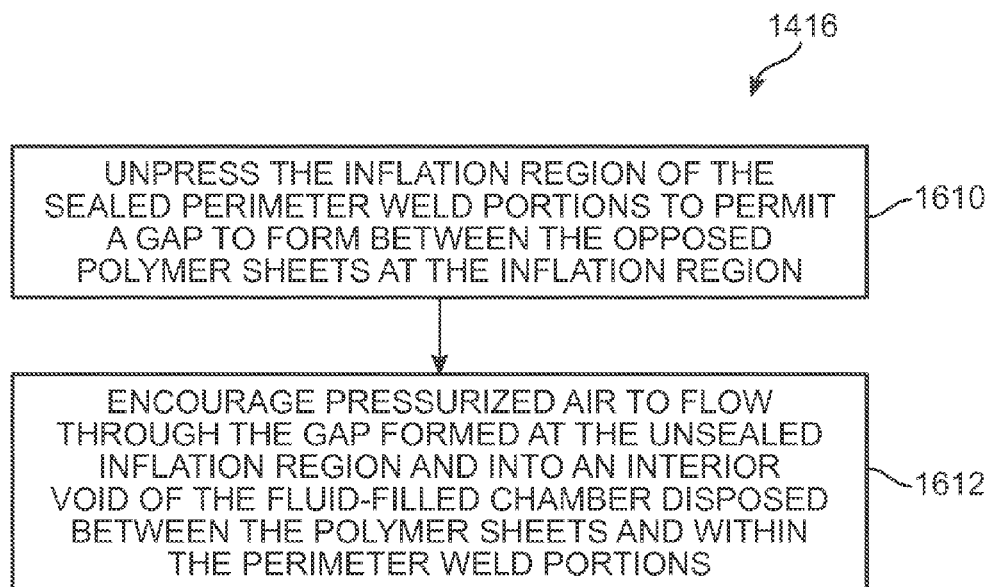 1416
UNPRESS THE INFLATION REGION OF THE
SEALED PERIMETER WELD PORTIONS TO PERMIT
A GAP TO FORM BETWEEN THE OPPOSED
POLYMER SHEETS AT THE INFLATION REGION
1610
ENCOURAGE PRESSURIZED AIR TO FLOW
THROUGH THE GAP FORMED AT THE UNSEALED
INFLATION REGION AND INTO AN INTERIOR
VOID OF THE FLUID-FILLED CHAMBER DISPOSED
BETWEEN THE POLYMER SHEETS AND WITHIN
THE PERIMETER WELD PORTIONS
1612